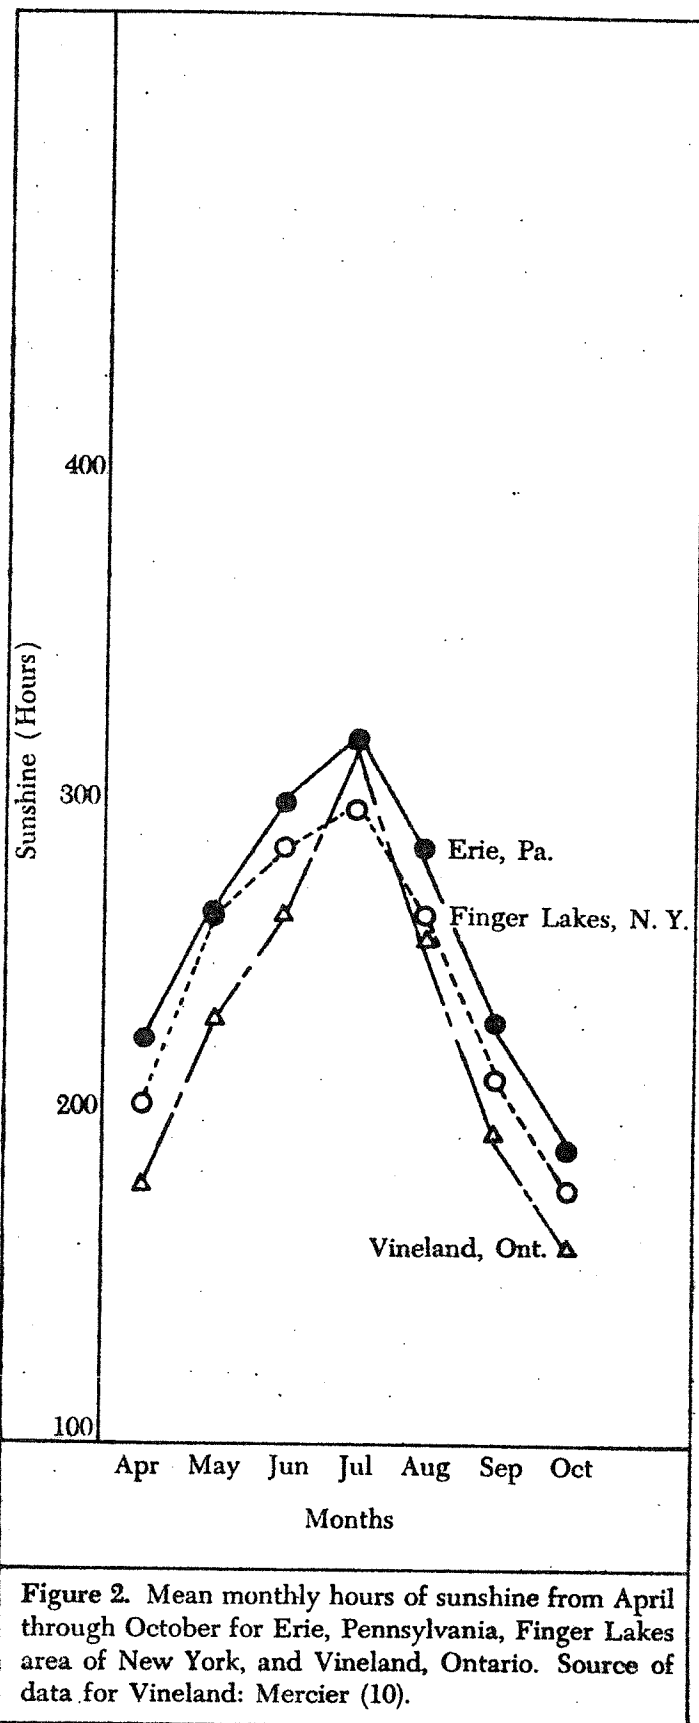 400
300
200
100
Sunshine (Hours)
Erie, Pa.
Finger Lakes, N. Y.
Vineland, Ont.
Apr May Jun Jul Aug Sep Oct
Months
Figure 2. Mean monthly hours of sunshine from April
through October for Erie, Pennsylvania, Finger Lakes
area of New York, and Vineland, Ontario. Source of
data for Vineland: Mercier (10).